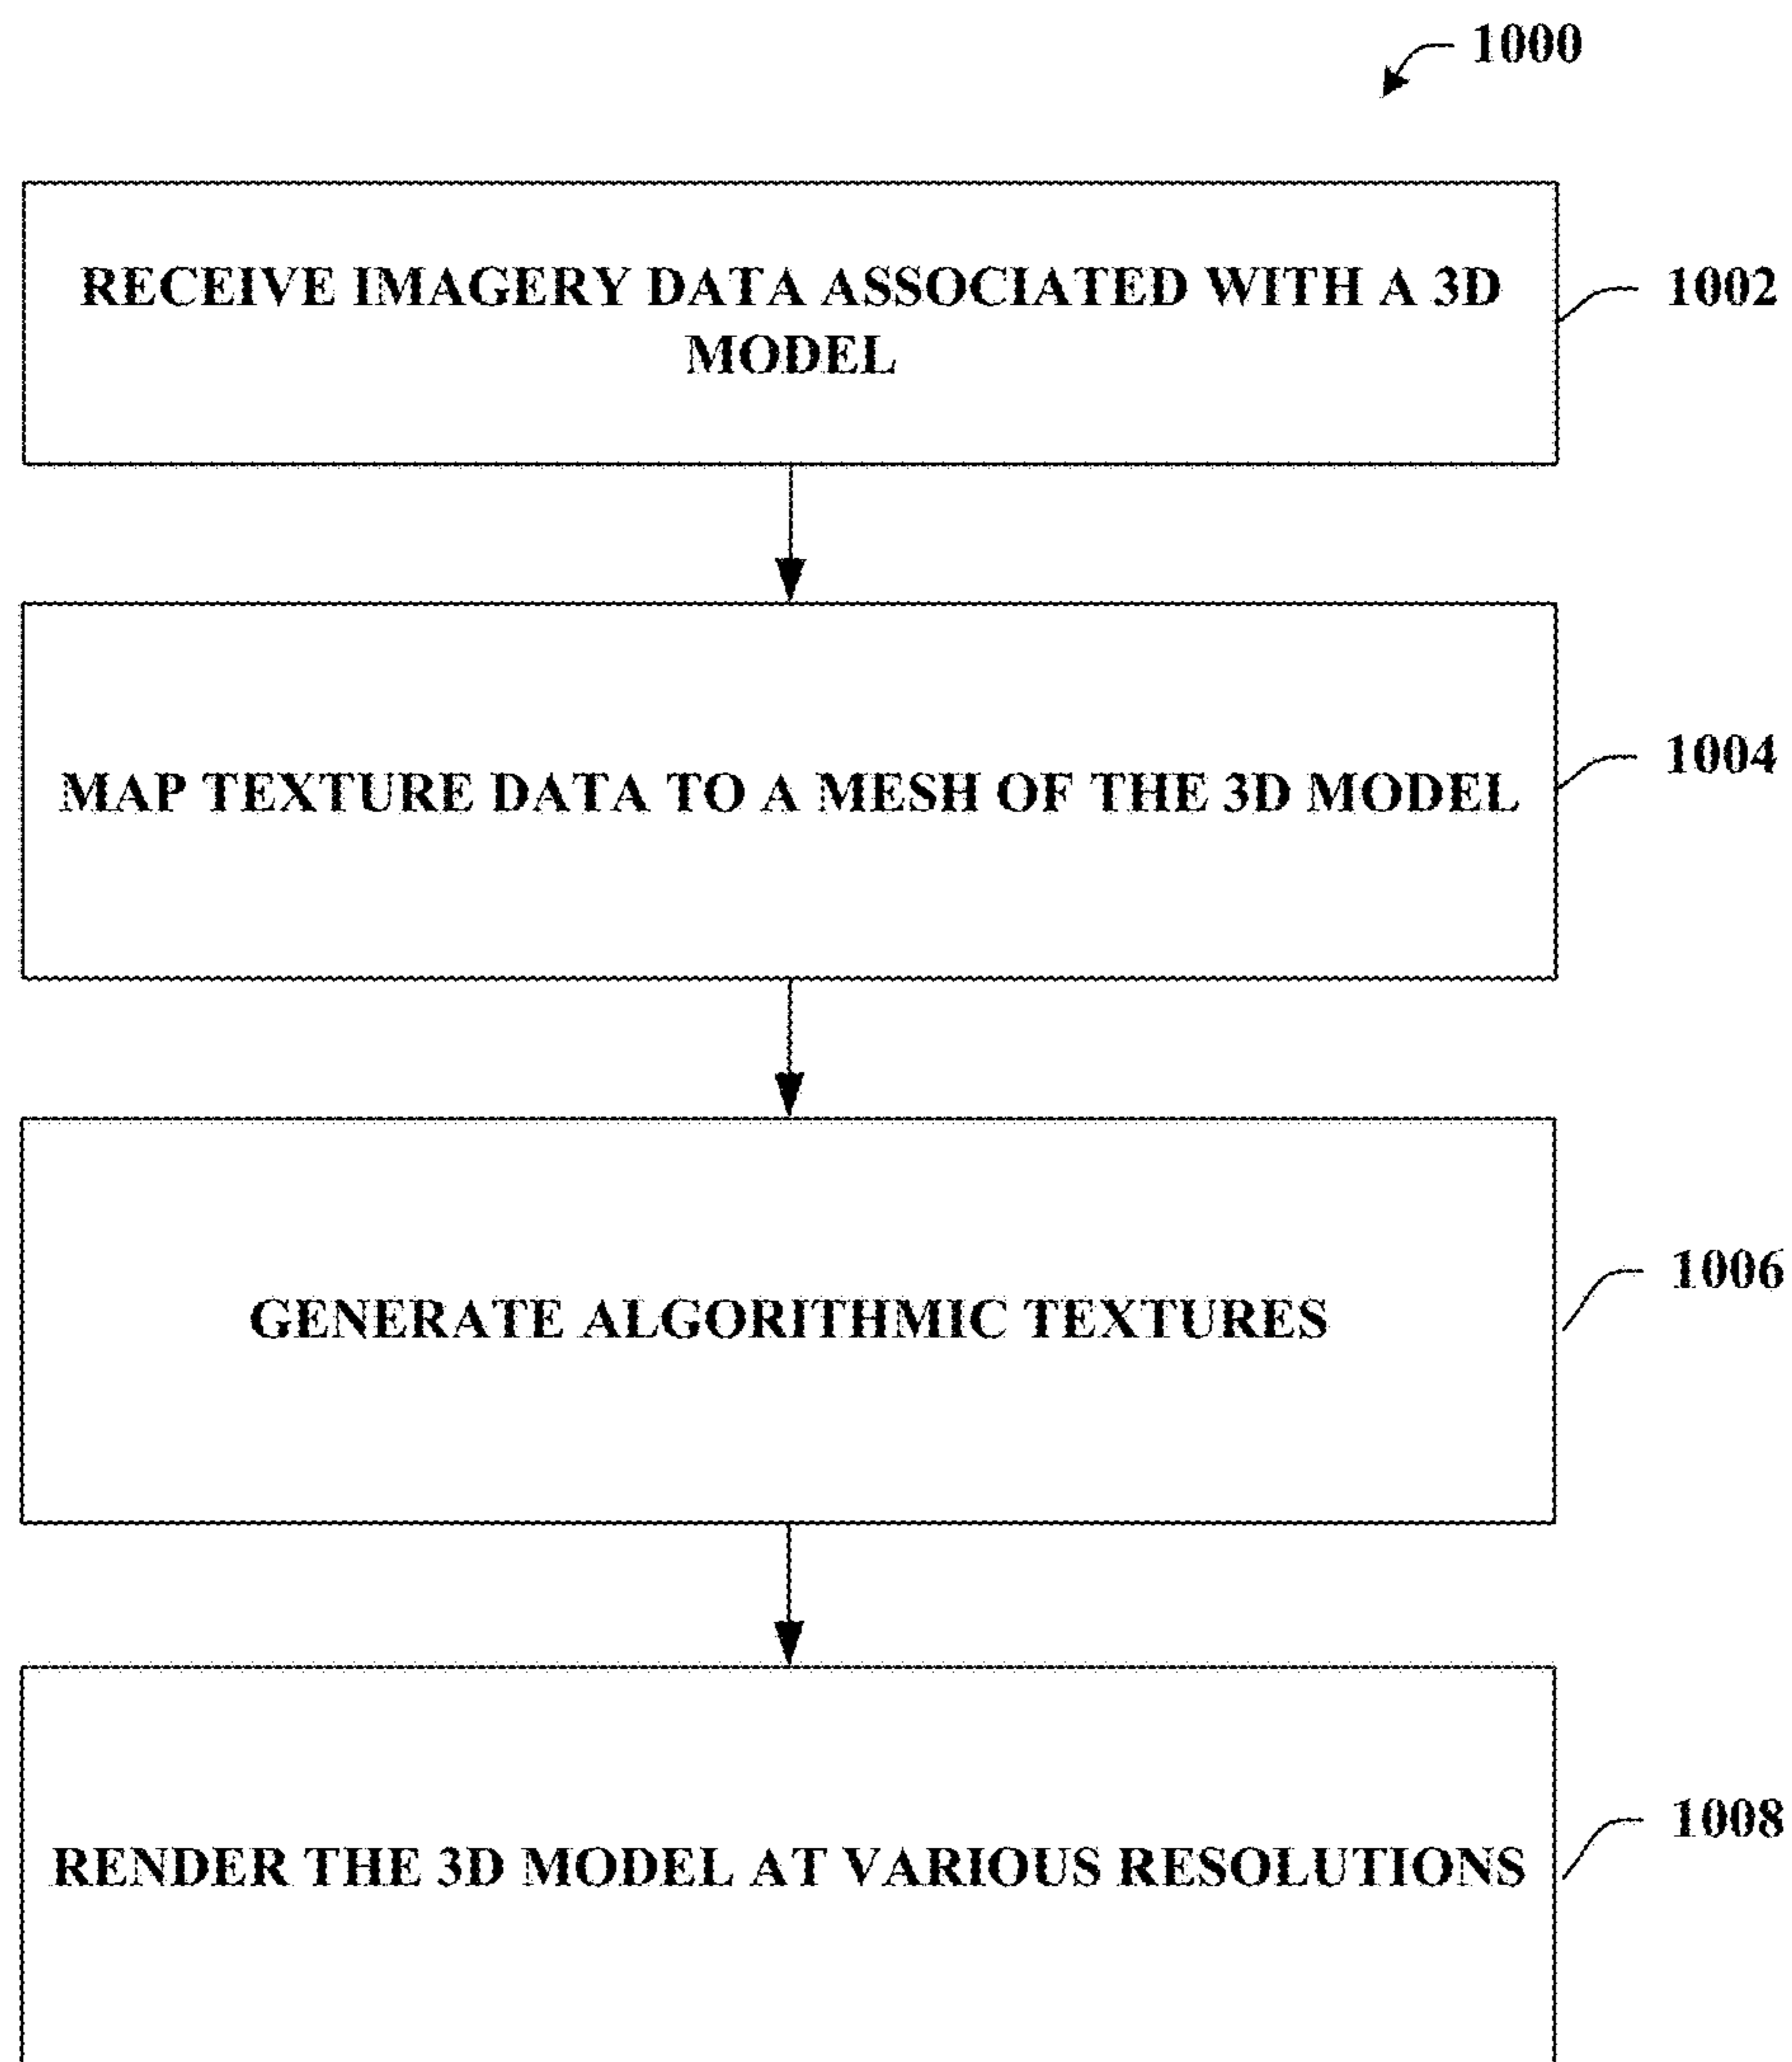 1000
RECEIVE IMAGERY DATA ASSOCIATED WITH A 3D
MODEL
1002
MAP TEXTURE DATA TO A MESH OF THE 3D MODEL
1004
GENERATE ALGORITHMIC TEXTURES
1006
RENDER THE 3D MODEL AT VARIOUS RESOLUTIONS
1008